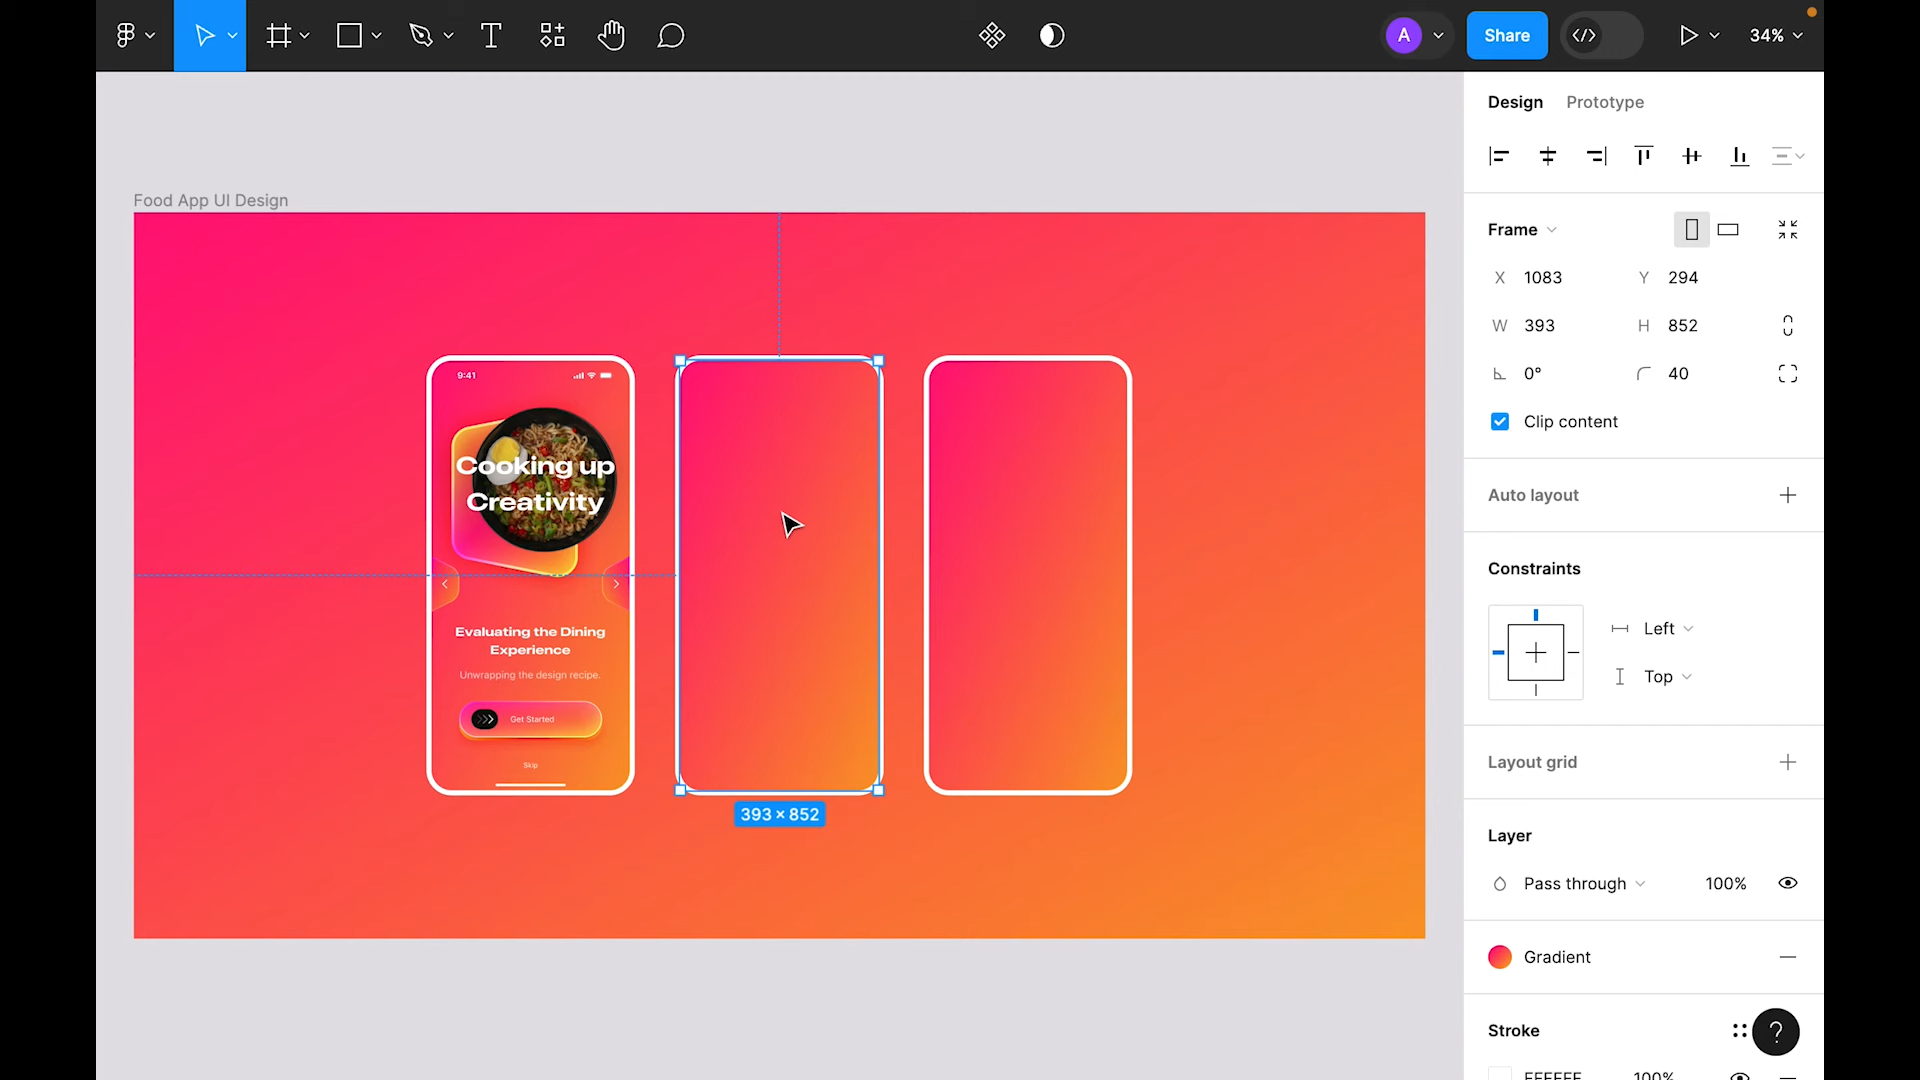 A
Share
34%
Design
Prototype
Food App UI Design
Frame
X 1083
Y 294
W 393
H 852
0°
40
Clip content
9:41
Cooking up
Creativity
Evaluating the Dining
Experience
Unwrapping the design recipe.
Get Started
Skip
393 × 852
Auto layout
Constraints
Left
Top
Layout grid
Layer
Pass through
100%
Gradient
Stroke
?
FFFFFF
100%